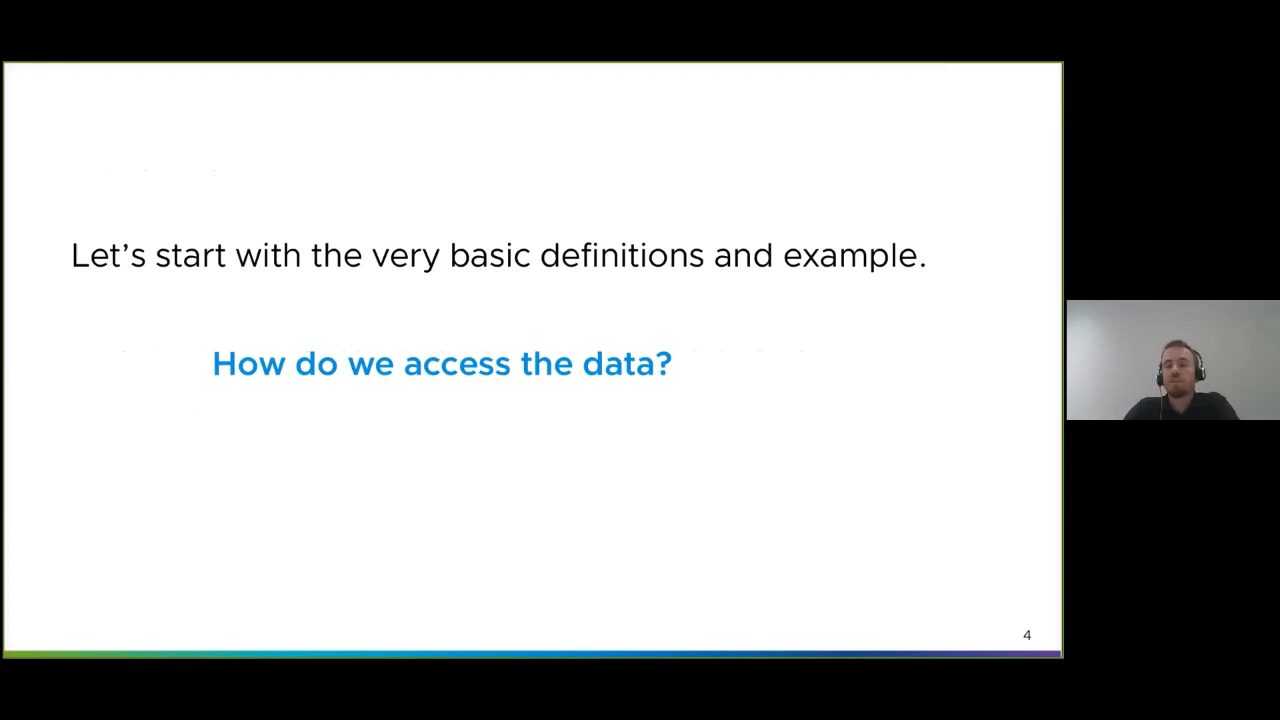 Let’s start with the very basic definitions and example.
How do we access the data?
4